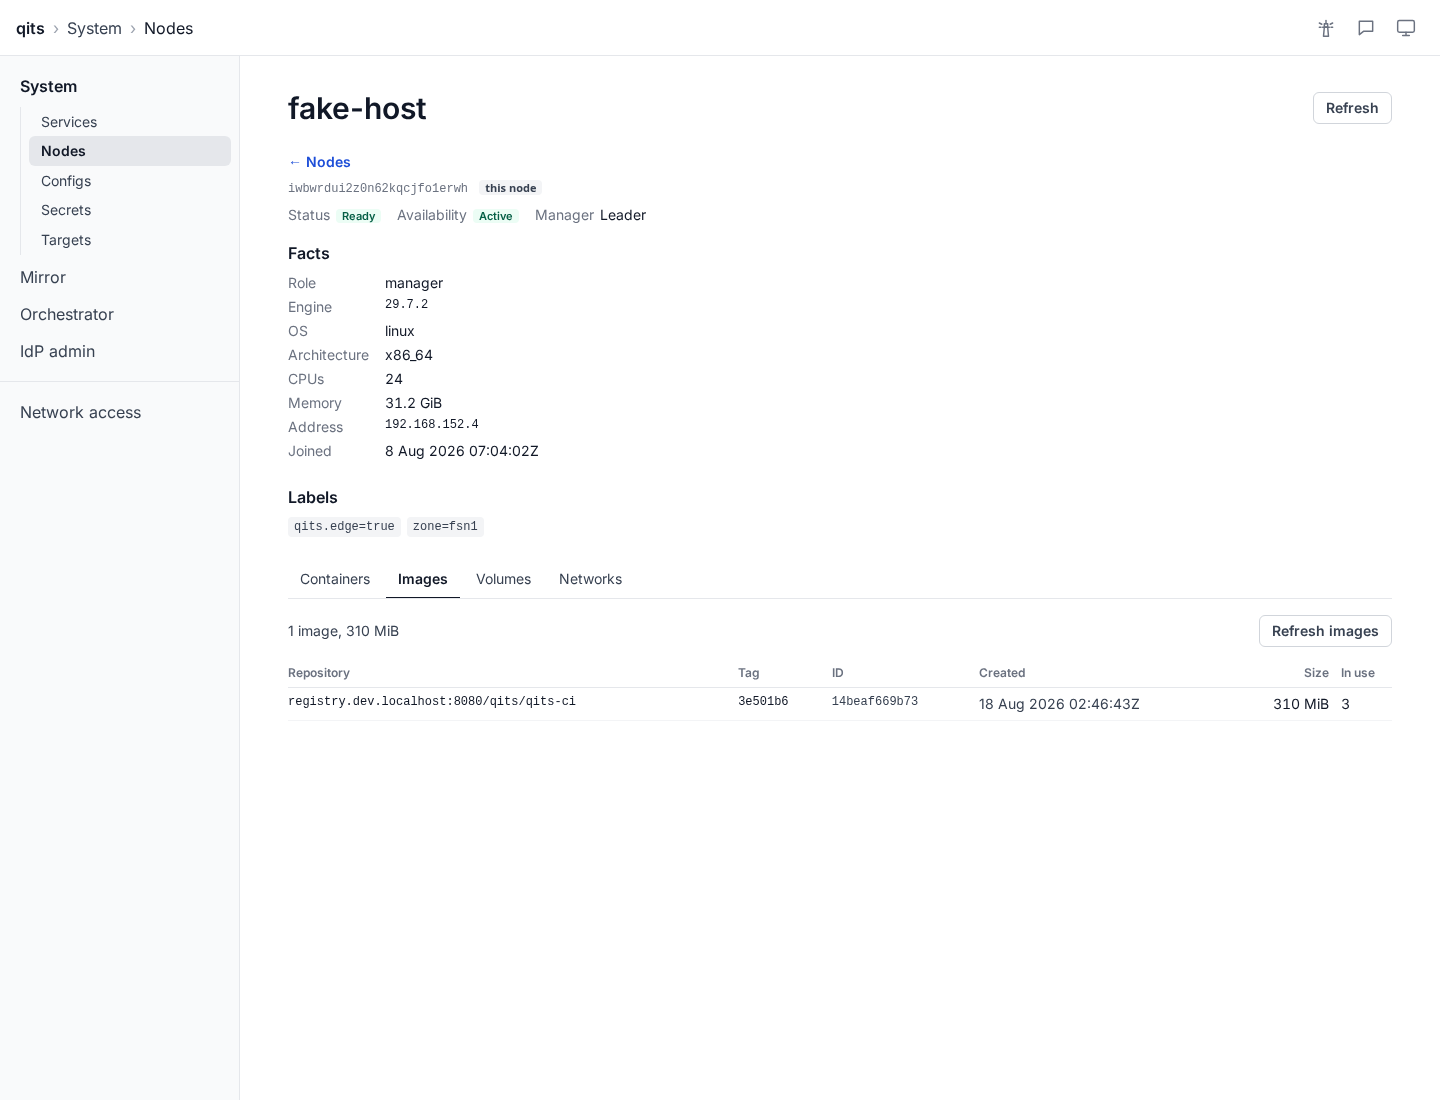 qits › System › Nodes
System
Services
Nodes
Configs
Secrets
Targets
Mirror
Orchestrator
IdP admin
Network access
fake-host
Refresh
← Nodes
iwbwrdui2z0n62kqcjfo1erwh this node
Status Ready Availability Active Manager Leader
Facts
Role manager
Engine 29.7.2
OS linux
Architecture x86_64
CPUs 24
Memory 31.2 GiB
Address 192.168.152.4
Joined 8 Aug 2026 07:04:02Z
Labels
qits.edge=true zone=fsn1
Containers Images Volumes Networks
1 image, 310 MiB
Refresh images
Repository Tag ID Created Size In use
registry.dev.localhost:8080/qits/qits-ci 3e501b6 14beaf669b73 18 Aug 2026 02:46:43Z 310 MiB 3